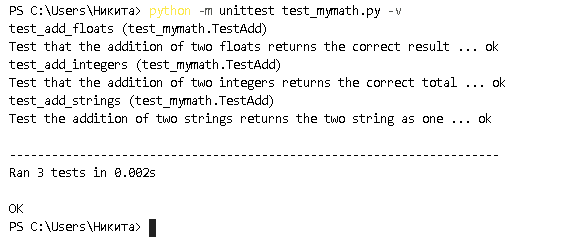 PS C:\Users\Никита> python -m unittest test_mymath.py -v
test_add_floats (test_mymath.TestAdd)
Test that the addition of two floats returns the correct result ... ok
test_add_integers (test_mymath.TestAdd)
Test that the addition of two integers returns the correct total ... ok
test_add_strings (test_mymath.TestAdd)
Test the addition of two strings returns the two string as one ... ok
----------------------------------------------------------------------
Ran 3 tests in 0.002s
OK
PS C:\Users\Никита>